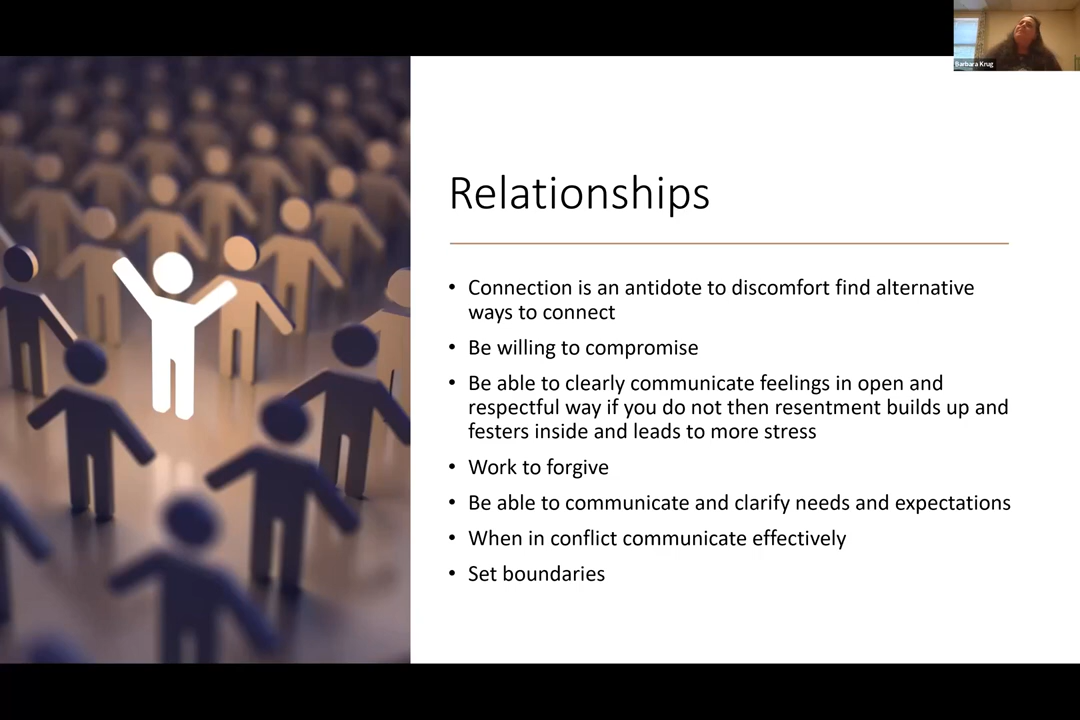 Barbara Krug
Relationships
• Connection is an antidote to discomfort find alternative
ways to connect
• Be willing to compromise
• Be able to clearly communicate feelings in open and
respectful way if you do not then resentment builds up and
festers inside and leads to more stress
• Work to forgive
• Be able to communicate and clarify needs and expectations
• When in conflict communicate effectively
• Set boundaries